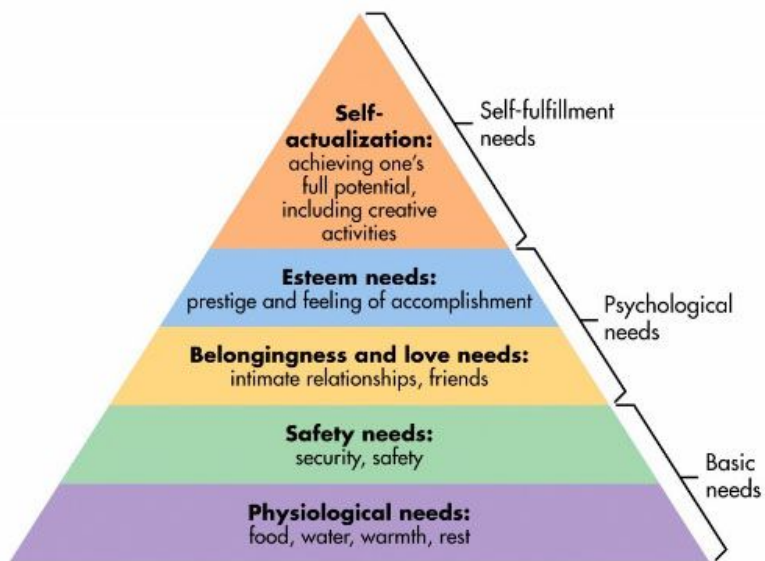 Self-
actualization:
achieving one's
full potential,
including creative
activities
Self-fulfillment
needs
Esteem needs:
prestige and feeling of accomplishment
Psychological
needs
Belongingness and love needs:
intimate relationships, friends
Safety needs:
security, safety
Basic
needs
Physiological needs:
food, water, warmth, rest